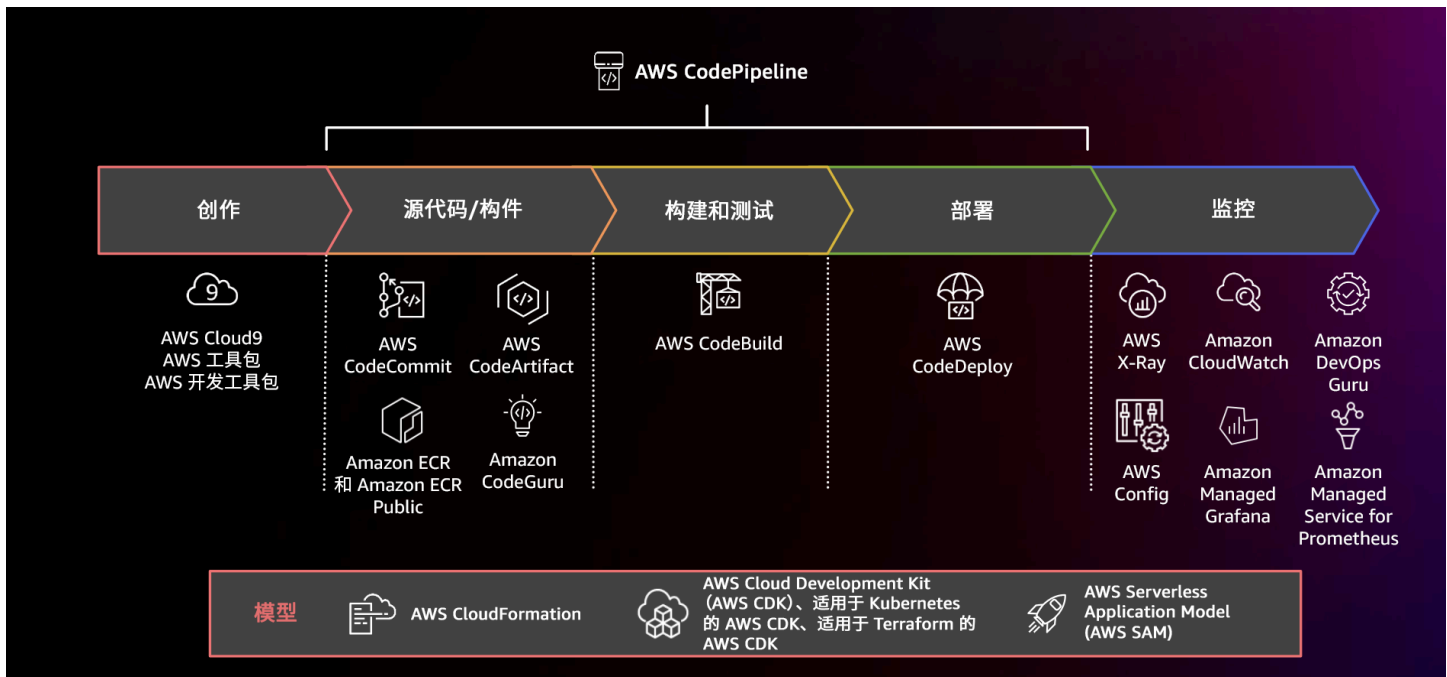 AWS CodePipeline
创作
源代码/构件
构建和测试
部署
监控
9
AWS Cloud9
AWS 工具包
AWS 开发工具包
AWS
CodeCommit
AWS
CodeArtifact
Amazon ECR
和 Amazon ECR
Public
Amazon
CodeGuru
AWS CodeBuild
AWS
CodeDeploy
AWS
X-Ray
Amazon
CloudWatch
Amazon
DevOps
Guru
AWS
Config
Amazon
Managed
Grafana
Amazon
Managed
Service for
Prometheus
模型
AWS CloudFormation
AWS Cloud Development Kit
（AWS CDK）、适用于 Kubernetes
的 AWS CDK、适用于 Terraform 的
AWS CDK
AWS Serverless
Application Model
(AWS SAM)